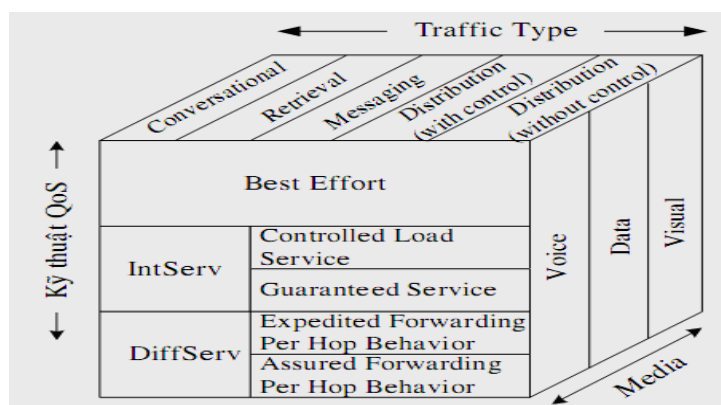 Traffic Type
Conversational
Retrieval
Messaging
Distribution
(with control)
Distribution
(without control)
Kỹ thuật QoS
Best Effort
IntServ
Controlled Load
Service
Guaranteed Service
DiffServ
Expedited Forwarding
Per Hop Behavior
Assured Forwarding
Per Hop Behavior
Voice
Data
Visual
Media